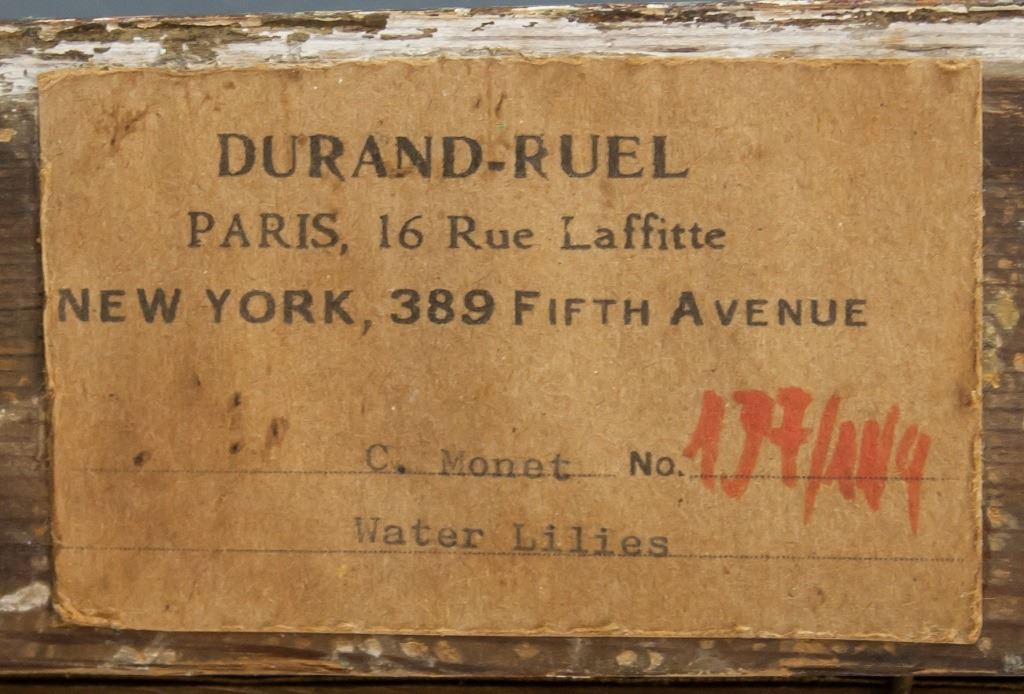 DURAND-RUEL
PARIS, 16 Rue Laffitte
NEW YORK, 389 FIFTH AVENUE
C. Monet No.
Water Lilies